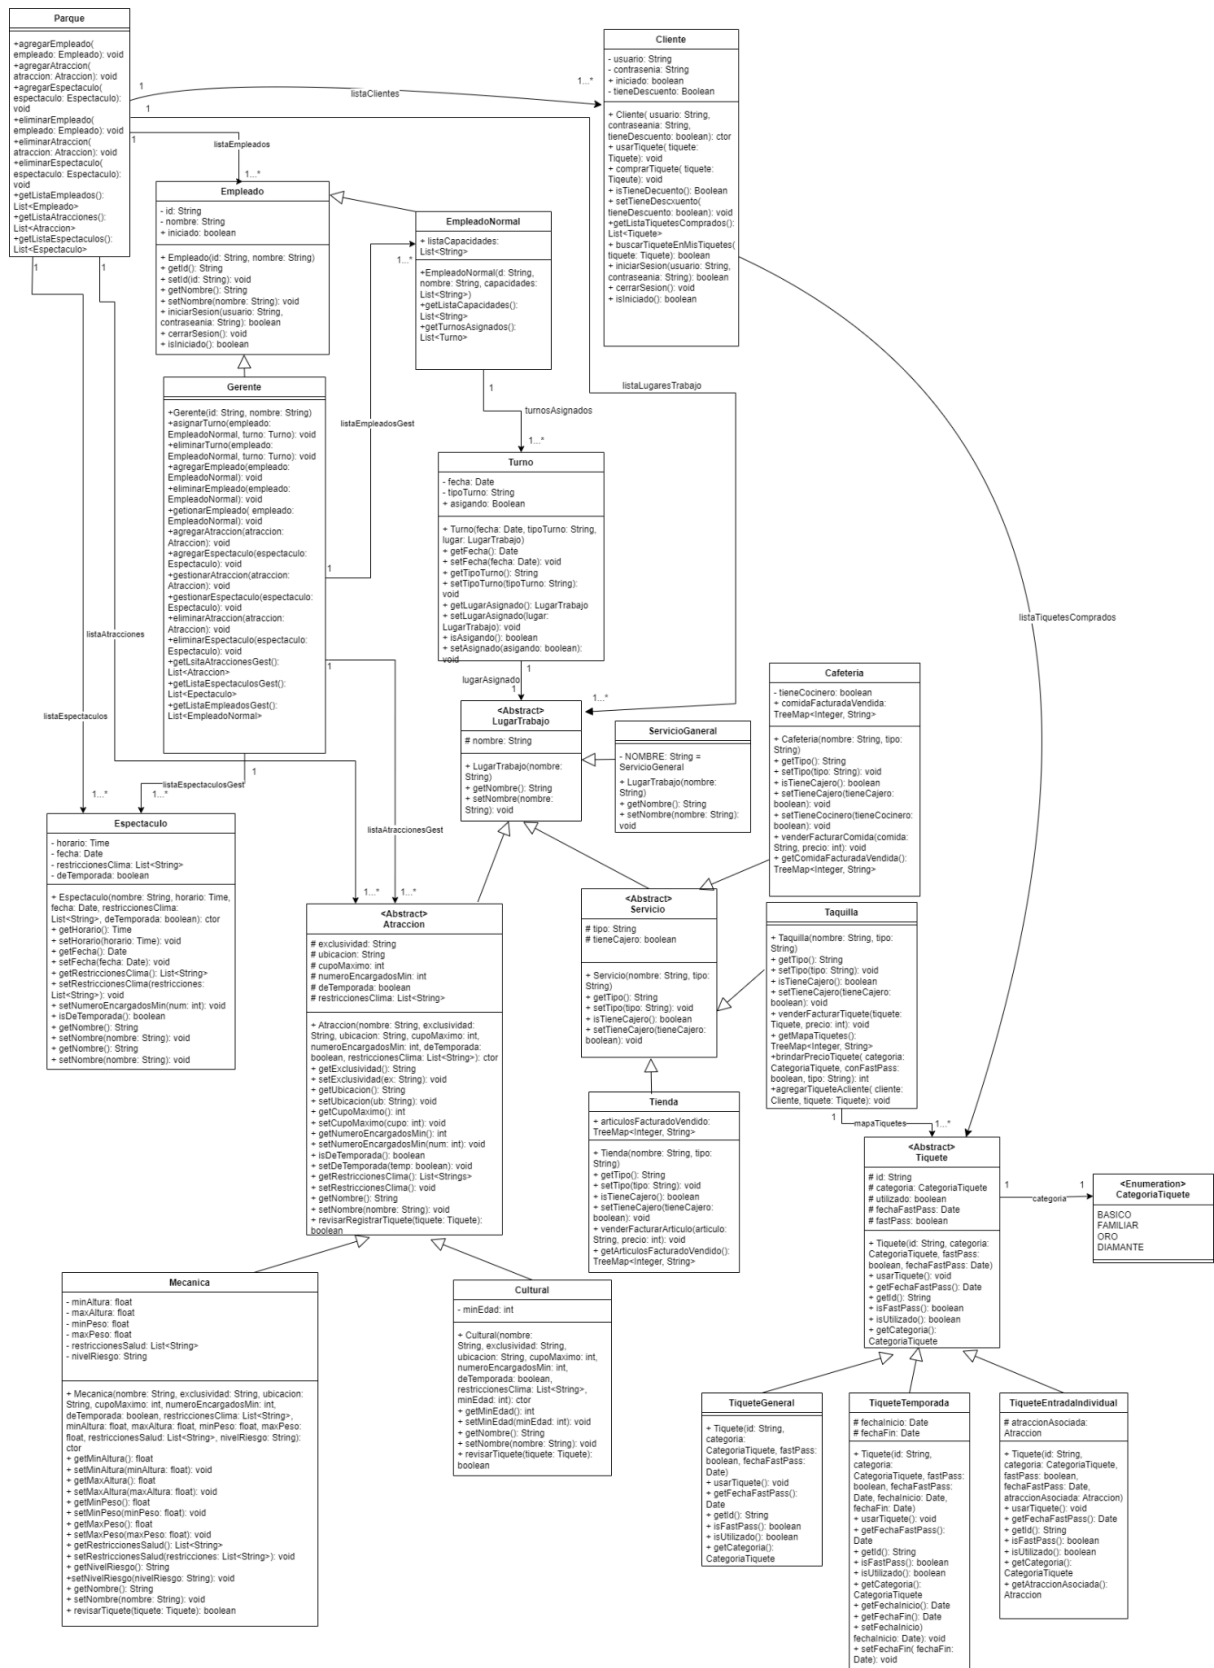 Parque
+agregarEmpleado(
empleado: Empleado): void
+agregarAtraccion(
atraccion: Atraccion): void
+agregarEspectaculo(
espectaculo: Espectaculo):
void
+eliminarEmpleado(
empleado: Empleado): void
+eliminarAtraccion(
atraccion: Atraccion): void
+eliminarEspectaculo(
espectaculo: Espectaculo):
void
+getListaEmpleados():
List<Empleado>
+getListaAtracciones():
List<Atraccion>
+getListaEspectaculos():
List<Espectaculo>
1
1...*
listaClientes
1
1
listaEmpleados
1...*
1
1
Cliente
- usuario: String
- contrasenia: String
+ iniciado: boolean
- tieneDescuento: Boolean
+ Cliente( usuario: String,
contraseania: String,
tieneDescuento: boolean): ctor
+ usarTiquete( tiquete:
Tiquete): void
+ comprarTiquete( tiquete:
Tiqeute): void
+ isTieneDecuento(): Boolean
+ setTieneDescxuento(
tieneDescuento: boolean): void
+getListaTiquetesComprados():
List<Tiquete>
+ buscarTiqueteEnMisTiquetes(
tiquete: Tiquete): boolean
+ iniciarSesion(usuario: String,
contraseania: String): boolean
+ cerrarSesion(): void
+ isIniciado(): boolean
Empleado
- id: String
- nombre: String
+ iniciado: boolean
+ Empleado(id: String, nombre: String)
+ getId(): String
+ setId(id: String): void
+ getNombre(): String
+ setNombre(nombre: String): void
+ iniciarSesion(usuario: String,
contraseania: String): boolean
+ cerrarSesion(): void
+ isIniciado(): boolean
EmpleadoNormal
+ listaCapacidades:
List<String>
+EmpleadoNormal(d: String,
nombre: String, capacidades:
List<String>)
+getListaCapacidades():
List<String>
+getTurnosAsignados():
List<Turno>
1...*
Gerente
+Gerente(id: String, nombre: String)
+asignarTurno(empleado:
EmpleadoNormal, turno: Turno): void
+eliminarTurno(empleado:
EmpleadoNormal, turno: Turno): void
+agregarEmpleado(empleado:
EmpleadoNormal): void
+eliminarEmpleado(empleado:
EmpleadoNormal): void
+getionarEmpleado( empleado:
EmpleadoNormal): void
+agregarAtraccion(atraccion:
Atraccion): void
+agregarEspectaculo(espectaculo:
Espectaculo): void
+gestionarAtraccion(atraccion:
Atraccion): void
+gestionarEspectaculo(espectaculo:
Espectaculo): void
+eliminarAtraccion(atraccion:
Atraccion): void
+eliminarEspectaculo(espectaculo:
Espectaculo): void
+getLsitaAtraccionesGest():
List<Atraccion>
+getListaEspectaculosGest():
List<Epectaculo>
+getListaEmpleadosGest():
List<EmpleadoNormal>
listaEmpleadosGest
1
1
1
turnosAsignados
1...*
listaLugaresTrabajo
listaTiquetesComprados
listaAtracciones
listaEspectaculos
Turno
- fecha: Date
- tipoTurno: String
+ asigando: Boolean
+ Turno(fecha: Date, tipoTurno: String,
lugar: LugarTrabajo)
+ getFecha(): Date
+ setFecha(fecha: Date): void
+ getTipoTurno(): String
+ setTipoTurno(tipoTurno: String):
void
+ getLugarAsignado(): LugarTrabajo
+ setLugarAsignado(lugar:
LugarTrabajo): void
+ isAsigando(): boolean
+ setAsignado(asigando: boolean):
void
1
lugarAsignado
1
1...*
<Abstract>
LugarTrabajo
# nombre: String
+ LugarTrabajo(nombre:
String)
+ getNombre(): String
+ setNombre(nombre:
String): void
ServicioGaneral
- NOMBRE: String =
ServicioGeneral
+ LugarTrabajo(nombre:
String)
+ getNombre(): String
+ setNombre(nombre: String):
void
Cafeteria
- tieneCocinero: boolean
+ comidaFacturadaVendida:
TreeMap<Integer, String>
+ Cafeteria(nombre: String, tipo:
String)
+ getTipo(): String
+ setTipo(tipo: String): void
+ isTieneCajero(): boolean
+ setTieneCajero(tieneCajero:
boolean): void
+ setTieneCocinero(tieneCocinero:
boolean): void
+ venderFacturarComida(comida:
String, precio: int): void
+ getComidaFacturadaVendida():
TreeMap<Integer, String>
1
listaEspectaculosGest
1...*
1...*
Espectaculo
- horario: Time
- fecha: Date
- restriccionesClima: List<String>
- deTemporada: boolean
+ Espectaculo(nombre: String, horario: Time,
fecha: Date, restriccionesClima:
List<String>, deTemporada: boolean): ctor
+ getHorario(): Time
+ setHorario(horario: Time): void
+ getFecha(): Date
+ setFecha(fecha: Date): void
+ getRestriccionesClima(): List<String>
+ setRestriccionesClima(restricciones:
List<String>): void
+ setNumeroEncargadosMin(num: int): void
+ isDeTemporada(): boolean
+ getNombre(): String
+ setNombre(nombre: String): void
+ getNombre(): String
+ setNombre(nombre: String): void
listaAtraccionesGest
1...*
1...*
<Abstract>
Atraccion
# exclusividad: String
# ubicacion: String
# cupoMaximo: int
# numeroEncargadosMin: int
# deTemporada: boolean
# restriccionesClima: List<String>
+ Atraccion(nombre: String, exclusividad:
String, ubicacion: String, cupoMaximo: int,
numeroEncargadosMin: int, deTemporada:
boolean, restriccionesClima: List<String>): ctor
+ getExclusividad(): String
+ setExclusividad(ex: String): void
+ getUbicacion(): String
+ setUbicacion(ub: String): void
+ getCupoMaximo(): int
+ setCupoMaximo(cupo: int): void
+ getNumeroEncargadosMin(): int
+ setNumeroEncargadosMin(num: int): void
+ isDeTemporada(): boolean
+ setDeTemporada(temp: boolean): void
+ getRestriccionesClima(): List<Strings>
+ setRestriccionesClima(): void
+ getNombre(): String
+ setNombre(nombre: String): void
+ revisarRegistrarTiquete(tiquete: Tiquete):
boolean
<Abstract>
Servicio
# tipo: String
# tieneCajero: boolean
+ Servicio(nombre: String, tipo:
String)
+ getTipo(): String
+ setTipo(tipo: String): void
+ isTieneCajero(): boolean
+ setTieneCajero(tieneCajero:
boolean): void
Taquilla
+ Taquilla(nombre: String, tipo:
String)
+ getTipo(): String
+ setTipo(tipo: String): void
+ isTieneCajero(): boolean
+ setTieneCajero(tieneCajero:
boolean): void
+ venderFacturarTiquete(tiquete:
Tiquete, precio: int): void
+ getMapaTiquetes():
TreeMap<Integer, String>
+brindarPrecioTiquete( categoria:
CategoriaTiquete, conFastPass:
boolean, tipo: String): int
+agregarTiqueteAcliente( cliente:
Cliente, tiquete: Tiquete): void
1
mapaTiquetes
1...*
Tienda
+ articulosFacturadoVendido:
TreeMap<Integer, String>
+ Tienda(nombre: String, tipo:
String)
+ getTipo(): String
+ setTipo(tipo: String): void
+ isTieneCajero(): boolean
+ setTieneCajero(tieneCajero:
boolean): void
+ venderFacturarArticulo(articulo:
String, precio: int): void
+ getArticulosFacturadoVendido():
TreeMap<Integer, String>
<Abstract>
Tiquete
# id: String
# categoria: CategoriaTiquete
# utilizado: boolean
# fechaFastPass: Date
# fastPass: boolean
+ Tiquete(id: String, categoria:
CategoriaTiquete, fastPass:
boolean, fechaFastPass: Date)
+ usarTiquete(): void
+ getFechaFastPass(): Date
+ getId(): String
+ isFastPass(): boolean
+ isUtilizado(): boolean
+ getCategoria():
CategoriaTiquete
1
categoria
1
<Enumeration>
CategoriaTiquete
BASICO
FAMILIAR
ORO
DIAMANTE
Mecanica
- minAltura: float
- maxAltura: float
- minPeso: float
- maxPeso: float
- restriccionesSalud: List<String>
- nivelRiesgo: String
+ Mecanica(nombre: String, exclusividad: String, ubicacion:
String, cupoMaximo: int, numeroEncargadosMin: int,
deTemporada: boolean, restriccionesClima: List<String>,
minAltura: float, maxAltura: float, minPeso: float, maxPeso:
float, restriccionesSalud: List<String>, nivelRiesgo: String):
ctor
+ getMinAltura(): float
+ setMinAltura(minAltura: float): void
+ getMaxAltura(): float
+ setMaxAltura(maxAltura: float): void
+ getMinPeso(): float
+ setMinPeso(minPeso: float): void
+ getMaxPeso(): float
+ setMaxPeso(maxPeso: float): void
+ getRestriccionesSalud(): List<String>
+ setRestriccionesSalud(restricciones: List<String>): void
+ getNivelRiesgo(): String
+setNivelRiesgo(nivelRiesgo: String): void
+ getNombre(): String
+ setNombre(nombre: String): void
+ revisarTiquete(tiquete: Tiquete): boolean
Cultural
- minEdad: int
+ Cultural(nombre:
String, exclusividad: String,
ubicacion: String, cupoMaximo: int,
numeroEncargadosMin: int,
deTemporada: boolean,
restriccionesClima: List<String>,
minEdad: int): ctor
+ getMinEdad(): int
+ setMinEdad(minEdad: int): void
+ getNombre(): String
+ setNombre(nombre: String): void
+ revisarTiquete(tiquete: Tiquete):
boolean
TiqueteGeneral
+ Tiquete(id: String,
categoria:
CategoriaTiquete, fastPass:
boolean, fechaFastPass:
Date)
+ usarTiquete(): void
+ getFechaFastPass():
Date
+ getId(): String
+ isFastPass(): boolean
+ isUtilizado(): boolean
+ getCategoria():
CategoriaTiquete
TiqueteTemporada
# fechaInicio: Date
# fechaFin: Date
+ Tiquete(id: String,
categoria:
CategoriaTiquete, fastPass:
boolean, fechaFastPass:
Date, fechaInicio: Date,
fechaFin: Date)
+ usarTiquete(): void
+ getFechaFastPass():
Date
+ getId(): String
+ isFastPass(): boolean
+ isUtilizado(): boolean
+ getCategoria():
CategoriaTiquete
+ getFechaInicio(): Date
+ getFechaFin(): Date
+ setFechaInicio)
fechaInicio: Date): void
+ setFechaFin( fechaFin:
Date): void
TiqueteEntradaIndividual
# atraccionAsociada:
Atraccion
+ Tiquete(id: String,
categoria: CategoriaTiquete,
fastPass: boolean,
fechaFastPass: Date,
atraccionAsociada: Atraccion)
+ usarTiquete(): void
+ getFechaFastPass(): Date
+ getId(): String
+ isFastPass(): boolean
+ isUtilizado(): boolean
+ getCategoria():
CategoriaTiquete
+ getAtraccionAsociada():
Atraccion